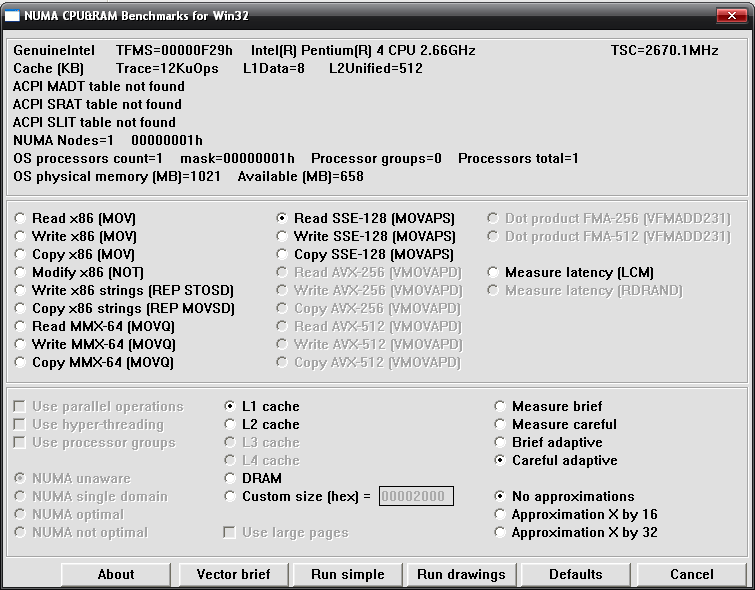 NUMA CPU&RAM Benchmarks for Win32
GenuineIntel TFMS=00000F29h Intel(R) Pentium(R) 4 CPU 2.66GHz TSC=2670.1MHz
Cache (KB) Trace=12KuOps L1Data=8 L2Unified=512
ACPI MADT table not found
ACPI SRAT table not found
ACPI SLIT table not found
NUMA Nodes=1 00000001h
OS processors count=1 mask=00000001h Processor groups=0 Processors total=1
OS physical memory (MB)=1021 Available (MB)=658
Read x86 (MOV)
Write x86 (MOV)
Copy x86 (MOV)
Modify x86 (NOT)
Write x86 strings (REP STOSD)
Copy x86 strings (REP MOVSD)
Read MMX-64 (MOVQ)
Write MMX-64 (MOVQ)
Copy MMX-64 (MOVQ)
Read SSE-128 (MOVAPS)
Write SSE-128 (MOVAPS)
Copy SSE-128 (MOVAPS)
Read AVX-256 (VMOVAPD)
Write AVX-256 (VMOVAPD)
Copy AVX-256 (VMOVAPD)
Read AVX-512 (VMOVAPD)
Write AVX-512 (VMOVAPD)
Copy AVX-512 (VMOVAPD)
Dot product FMA-256 (VFMADD231)
Dot product FMA-512 (VFMADD231)
Measure latency (LCM)
Measure latency (RDRAND)
Use parallel operations
Use hyper-threading
Use processor groups
NUMA unaware
NUMA single domain
NUMA optimal
NUMA not optimal
L1 cache
L2 cache
L3 cache
L4 cache
DRAM
Custom size (hex) = 00002000
Use large pages
Measure brief
Measure careful
Brief adaptive
Careful adaptive
No approximations
Approximation X by 16
Approximation X by 32
About Vector brief Run simple Run drawings Defaults Cancel